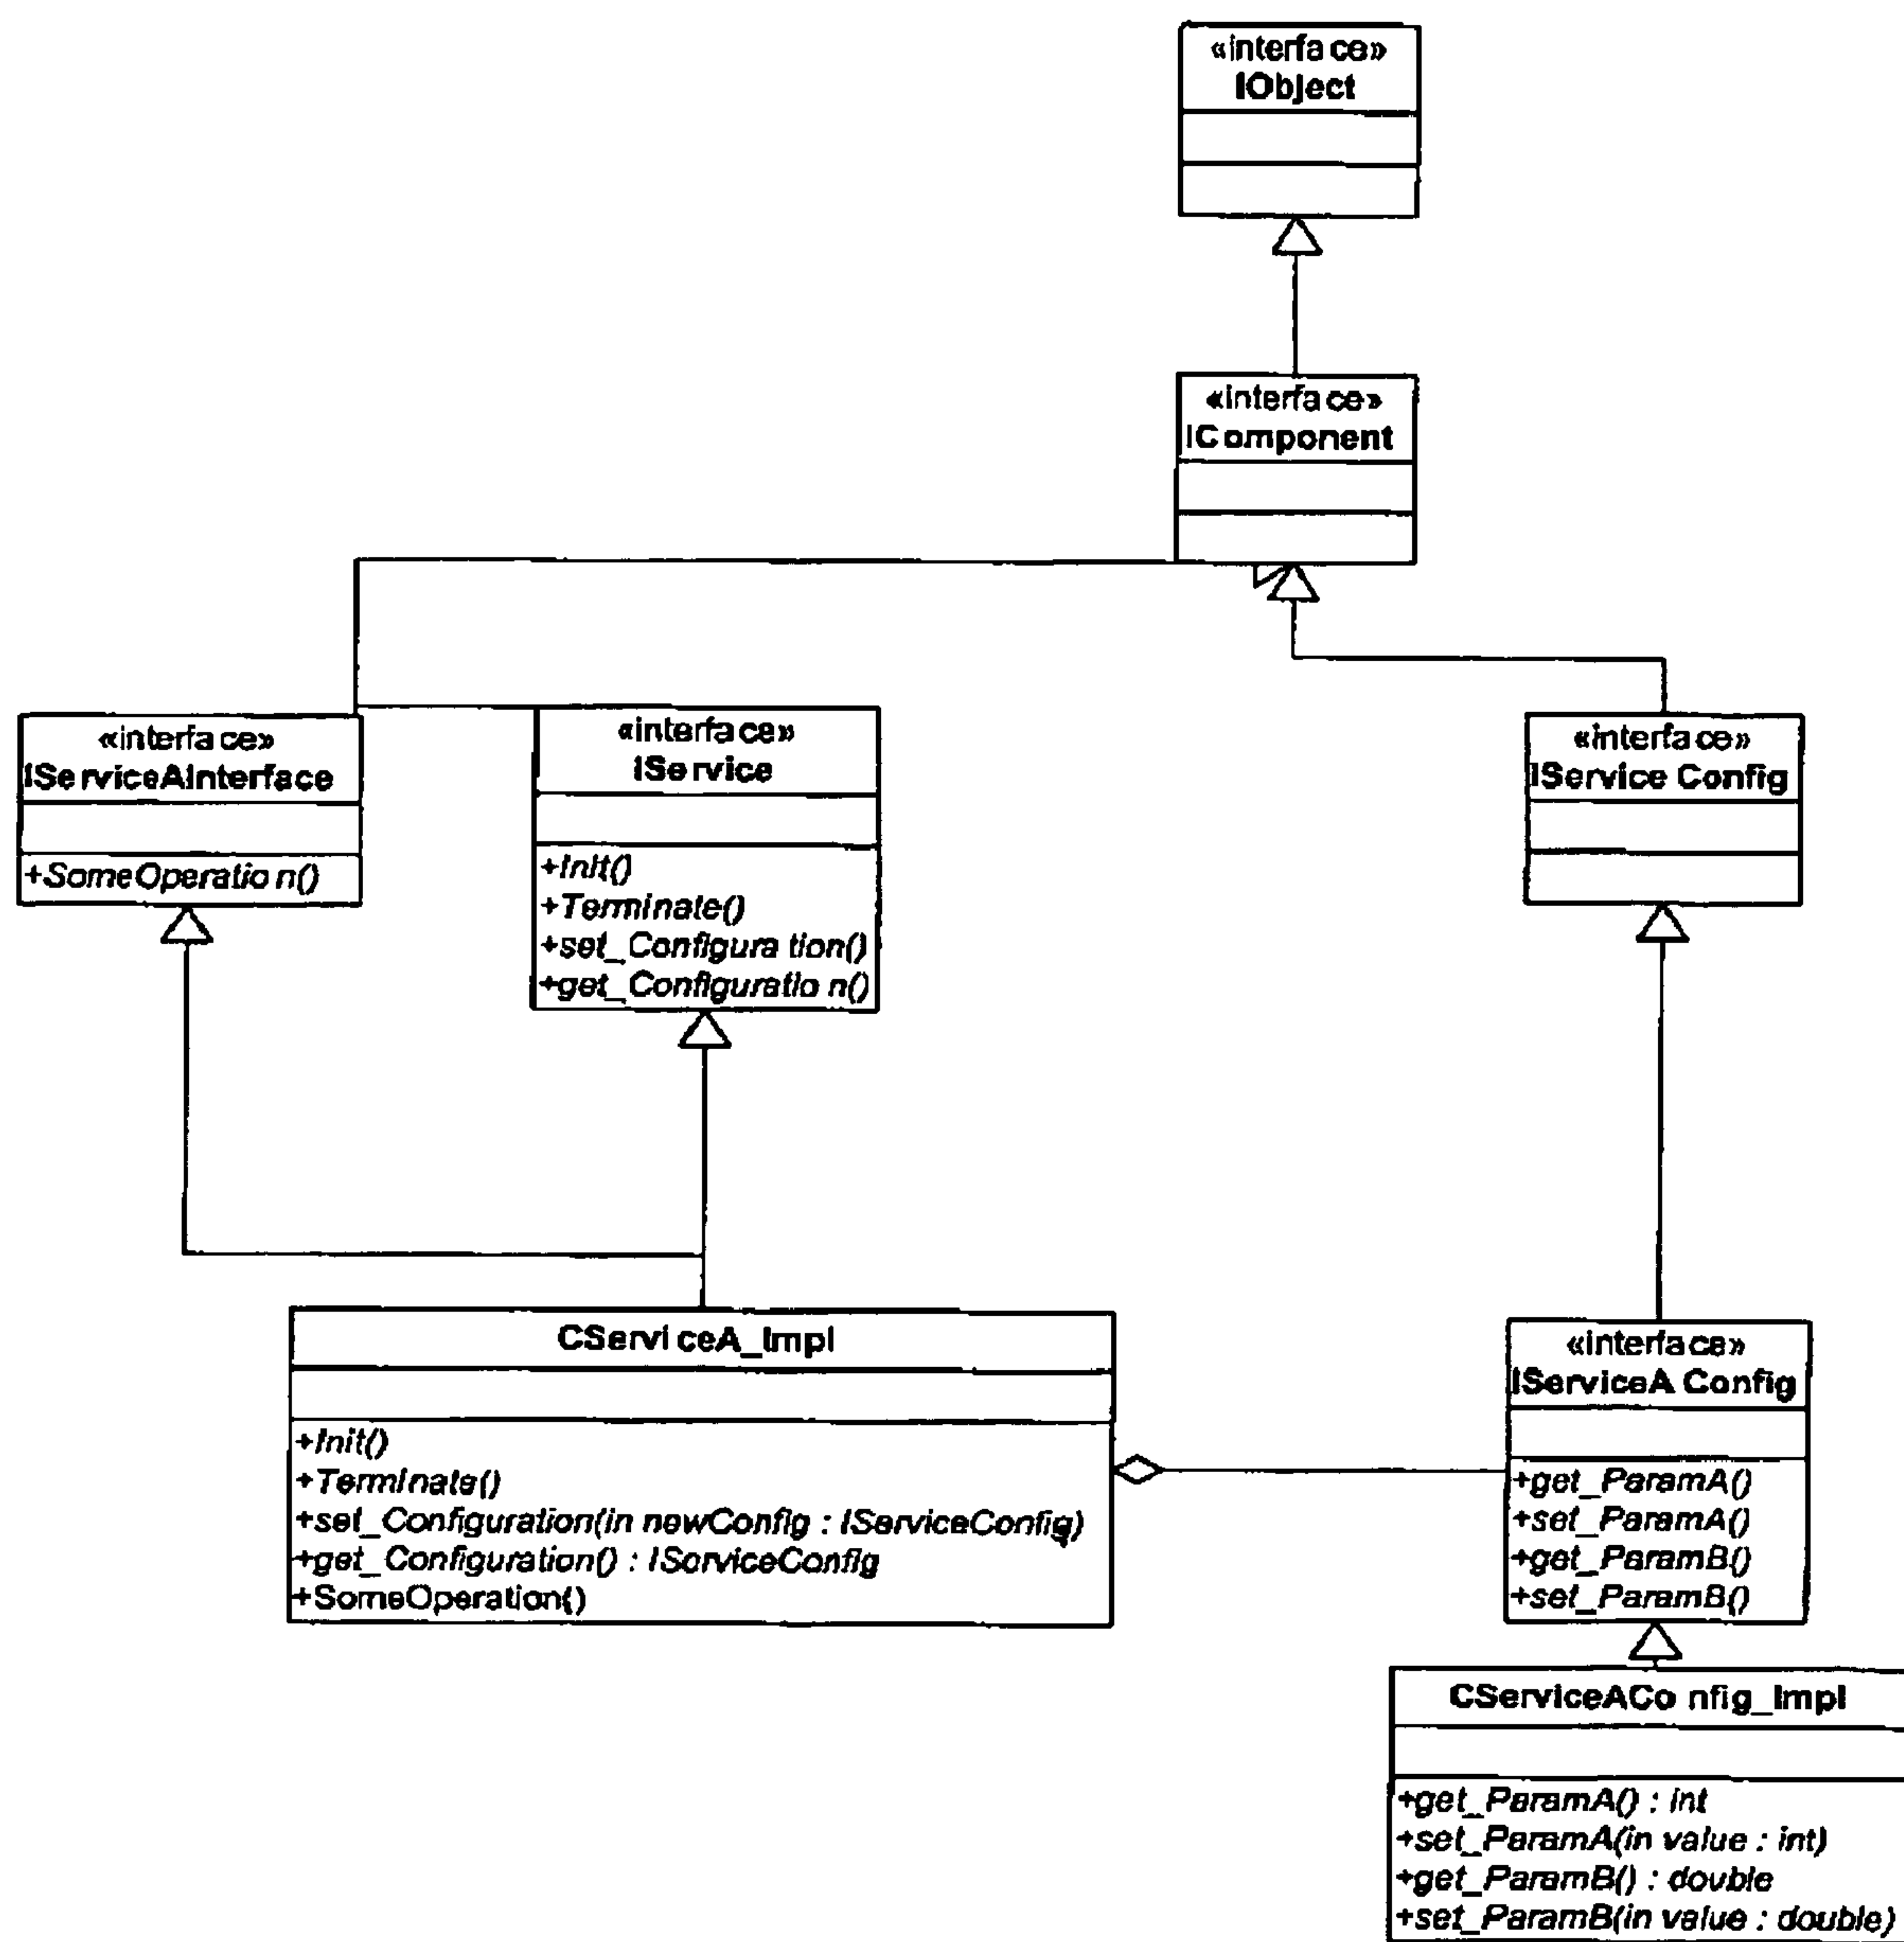 «interface»
IObject
«interface»
IComponent
«interface»
IServiceAInterface
+SomeOperation()
«interface»
IService
+Init()
+Terminate()
+set_Configuration()
+get_Configuration()
«interface»
IService Config
CServiceA_Impl
+Init()
+Terminate()
+set_Configuration(in newConfig : IServiceConfig)
+get_Configuration() : IServiceConfig
+SomeOperation()
«interface»
IServiceA Config
+get_ParamA()
+set_ParamA()
+get_ParamB()
+set_ParamB()
CServiceAConfig_Impl
+get_ParamA() : int
+set_ParamA(in value : int)
+get_ParamB() : double
+set_ParamB(in value : double)